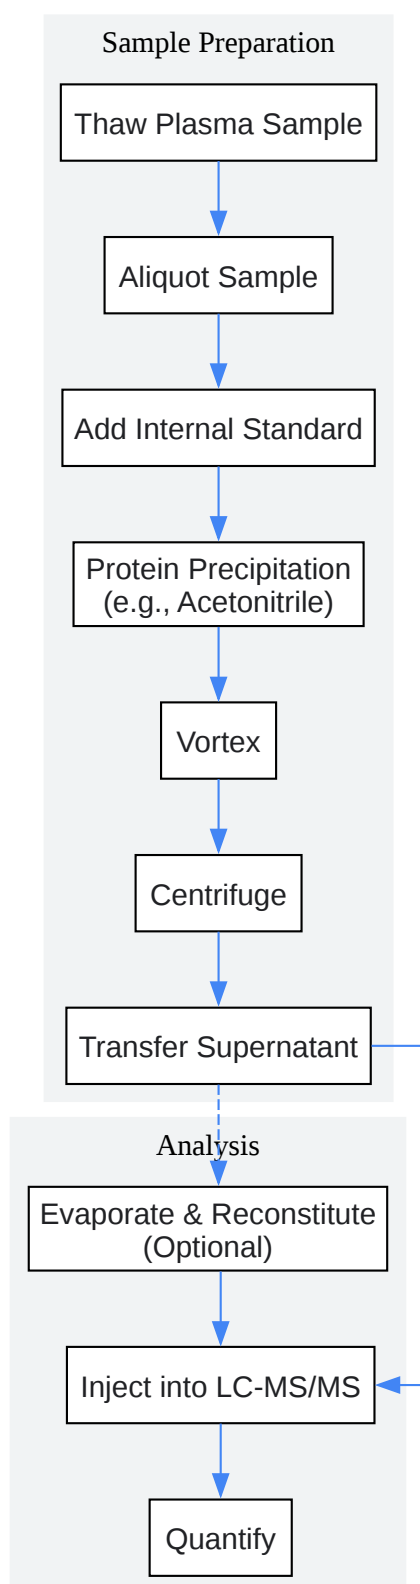 Sample Preparation
Thaw Plasma Sample
Aliquot Sample
Add Internal Standard
Protein Precipitation
(e.g., Acetonitrile)
Vortex
Centrifuge
Transfer Supernatant
Analysis
Evaporate & Reconstitute
(Optional)
Inject into LC-MS/MS
Quantify